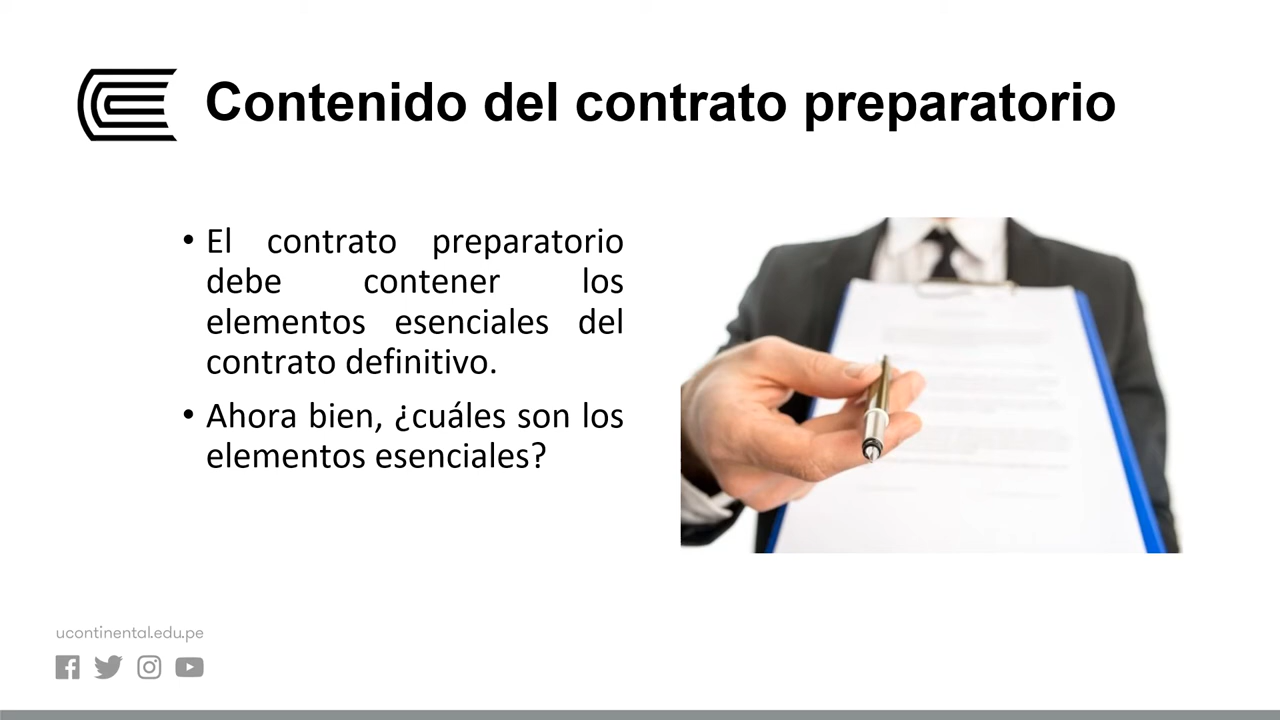 Contenido del contrato preparatorio
• El contrato preparatorio
debe contener los
elementos esenciales del
contrato definitivo.
• Ahora bien, ¿cuáles son los
elementos esenciales?
ucontinental.edu.pe